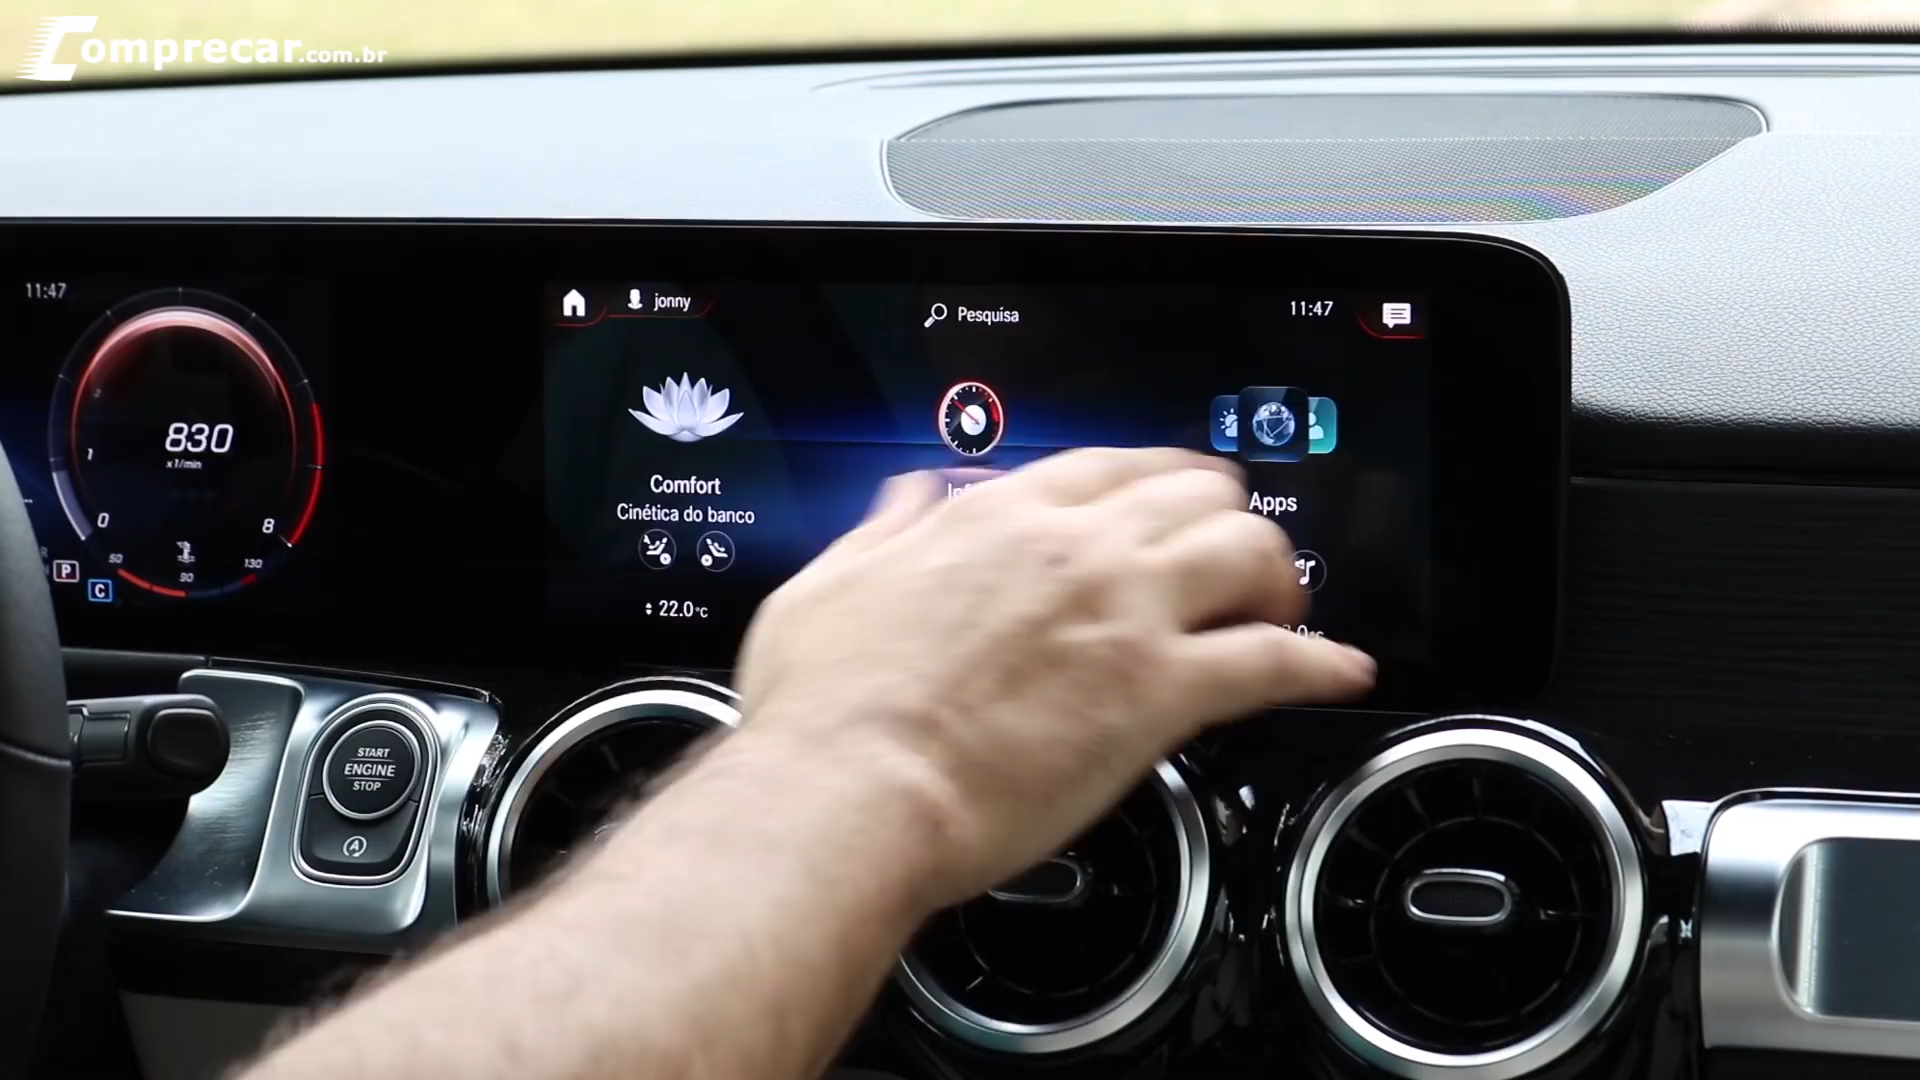 Comprecar.com.br
11:47
jonny
Pesquisa
11:47
830
x1/min
1
0
8
50
90
130
P
C
Comfort
Cinética do banco
22.0°C
Apps
START
ENGINE
STOP
A